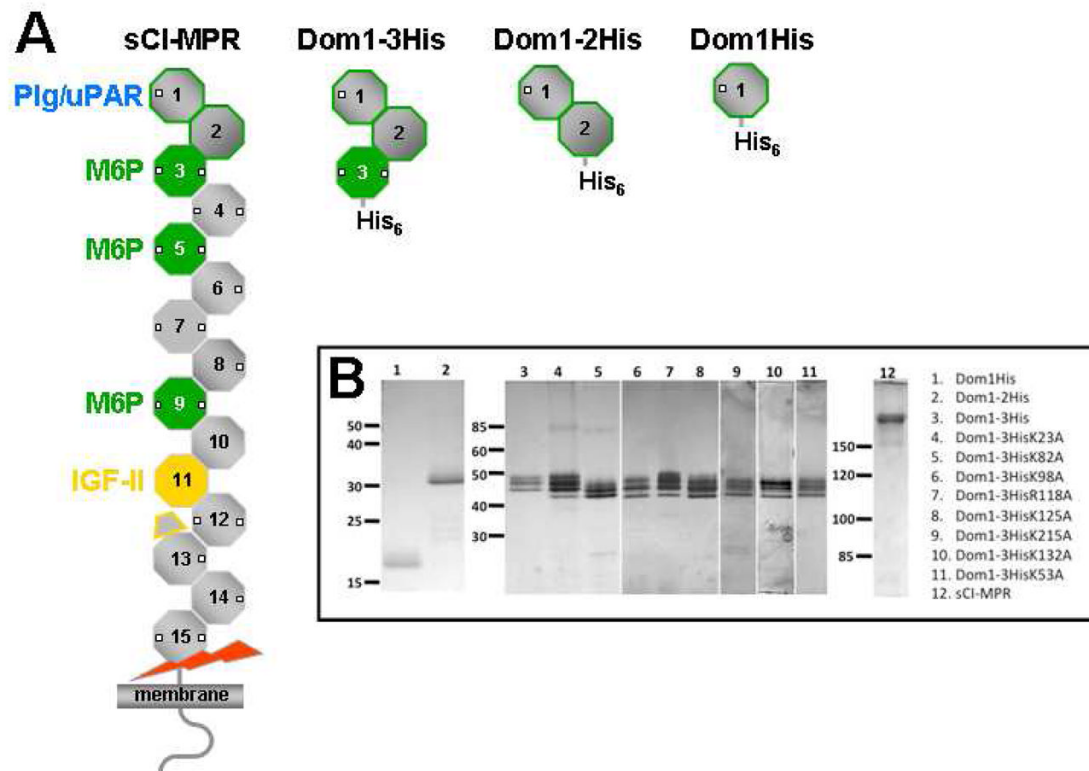 A
sCI-MPR
Dom1-3His
Dom1-2His
Dom1His
Plg/uPAR
1
2
M6P
3
4
M6P
5
6
7
8
M6P
9
10
IGF-II
11
12
13
14
15
membrane
1
2
3
His6
1
2
His6
1
His6
B
1 2
50
40
30
25
15
3 4 5 6 7 8 9 10 11
85
60
50
40
30
12
150
120
100
85
1. Dom1His
2. Dom1-2His
3. Dom1-3His
4. Dom1-3HisK23A
5. Dom1-3HisK82A
6. Dom1-3HisK98A
7. Dom1-3HisR118A
8. Dom1-3HisK125A
9. Dom1-3HisK215A
10. Dom1-3HisK132A
11. Dom1-3HisK53A
12. sCI-MPR